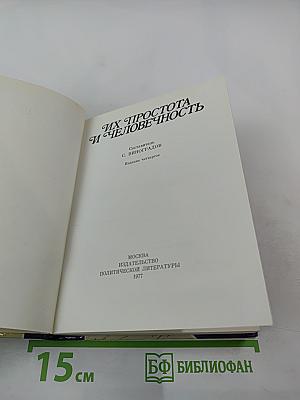 ИХ ПРОСТОТА
И ЧЕЛОВЕЧНОСТЬ
Составитель
С. ВИНОГРАДОВ
Издание четвертое
МОСКВА
ИЗДАТЕЛЬСТВО
ПОЛИТИЧЕСКОЙ ЛИТЕРАТУРЫ
1977
15 см
БФ БИБЛИОФАН